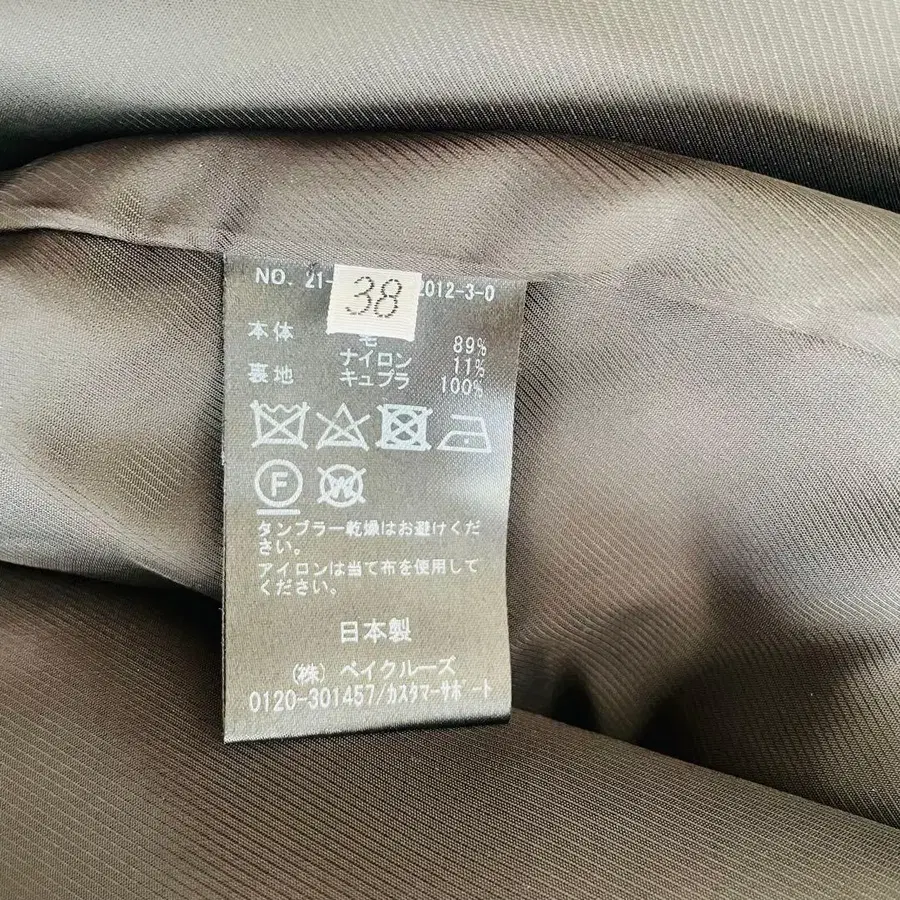 NO. 21- 2012-3-0
38
本体 毛 89%
ナイロン 11%
裏地 キュプラ 100%
F
W
タンブラー乾燥はお避けくだ
さい。
アイロンは当て布を使用して
ください。
日本製
(株) ベイクルーズ
0120-301457/カスタマーサポート